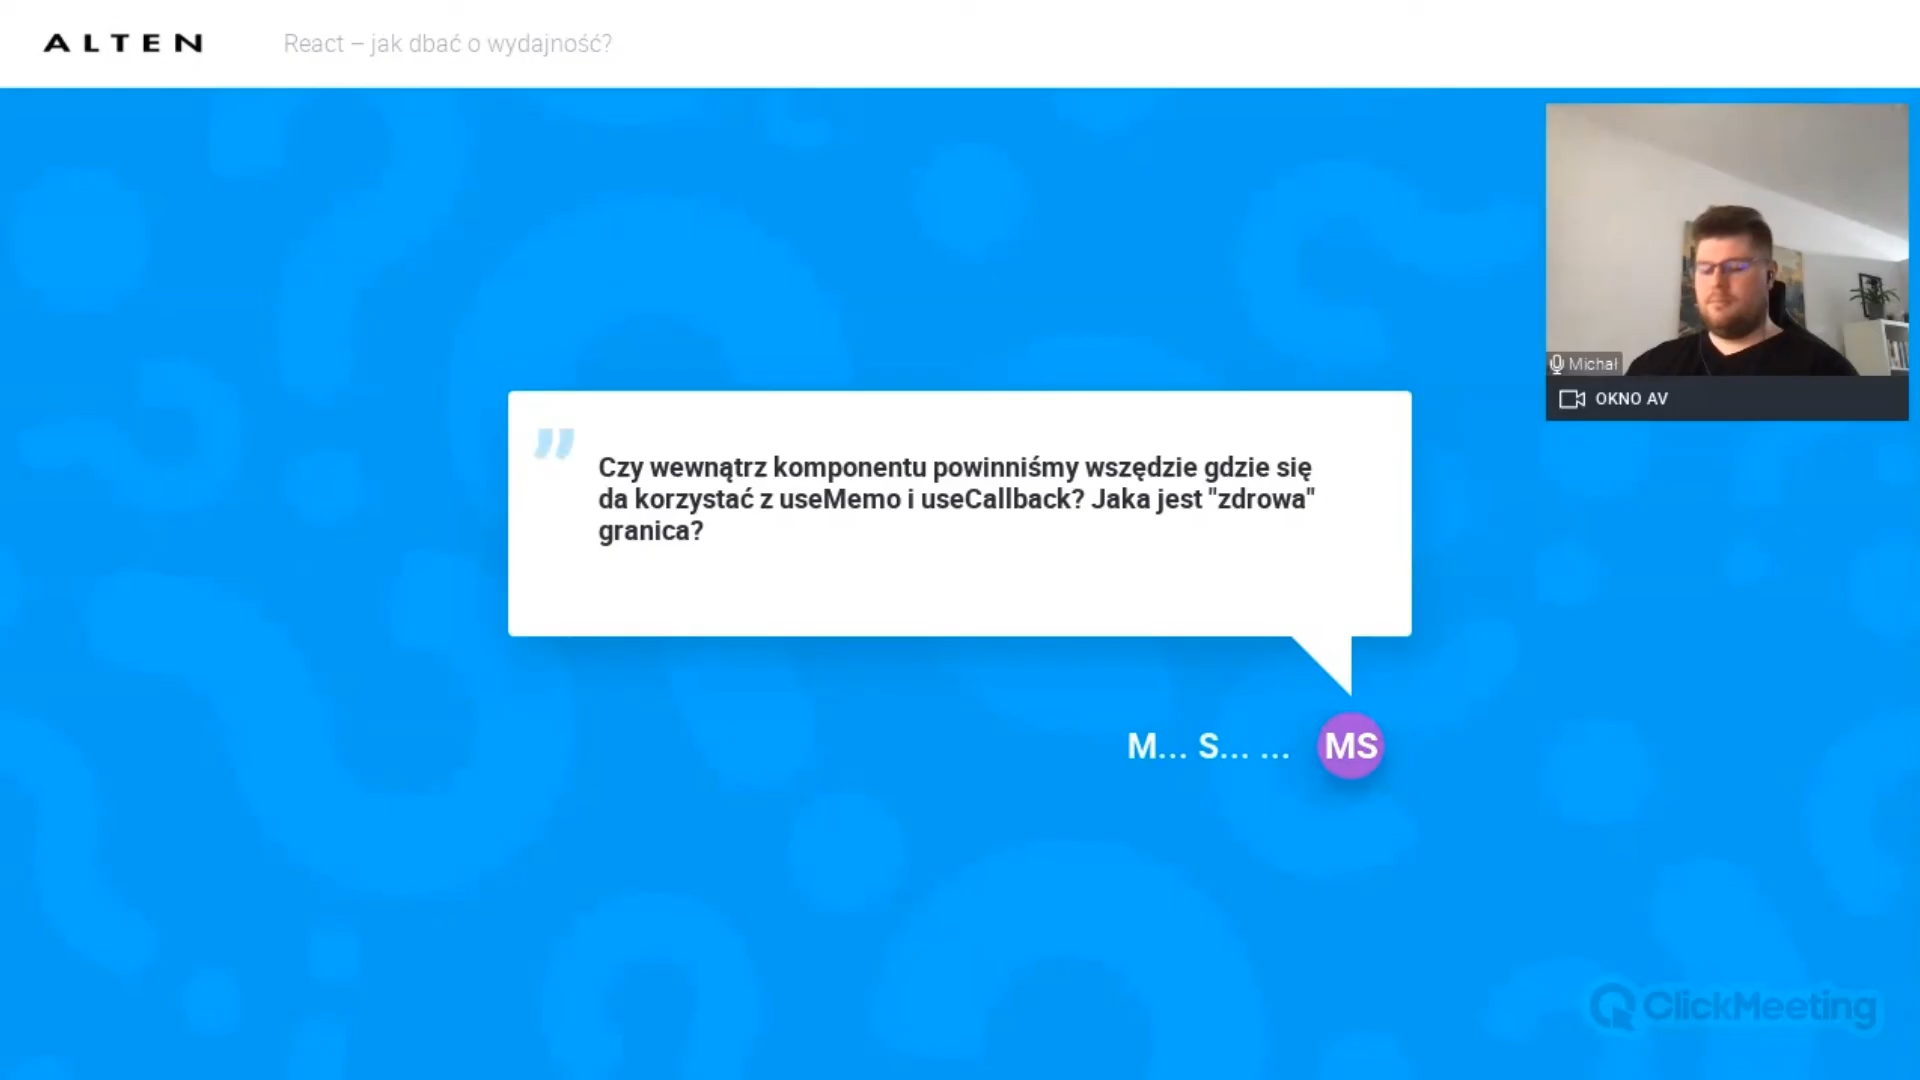 ALTEN
React – jak dbać o wydajność?
Michał
OKNO AV
Czy wewnątrz komponentu powinniśmy wszędzie gdzie się
da korzystać z useMemo i useCallback? Jaka jest "zdrowa"
granica?
M... S... ...
MS
ClickMeeting